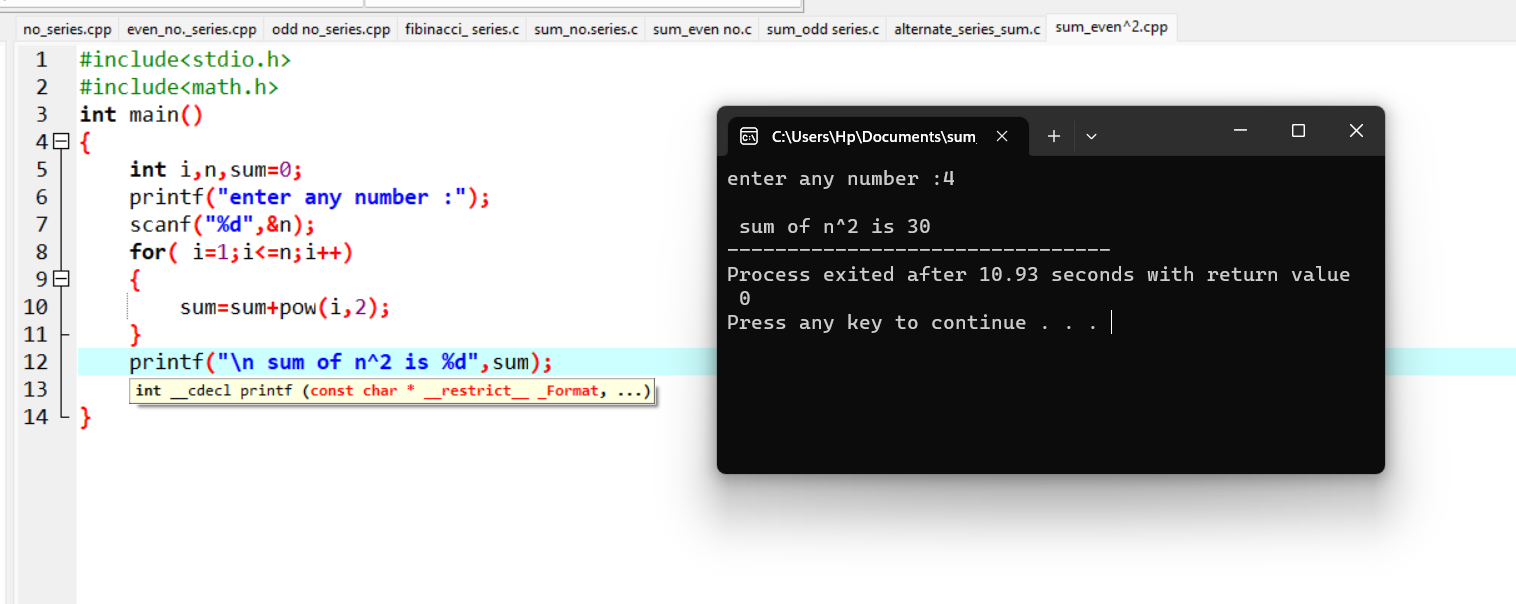 no_series.cpp even_no._series.cpp odd no_series.cpp fibinacci_ series.c sum_no.series.c sum_even no.c sum_odd series.c alternate_series_sum.c sum_even^2.cpp
1 #include<stdio.h>
2 #include<math.h>
3 int main()
4 {
5 int i,n,sum=0;
6 printf("enter any number :");
7 scanf("%d",&n);
8 for( i=1;i<=n;i++)
9 {
10 sum=sum+pow(i,2);
11 }
12 printf("\n sum of n^2 is %d",sum);
13 int __cdecl printf (const char * __restrict__ _Format, ...)
14 }
C:\Users\Hp\Documents\sum
enter any number :4
sum of n^2 is 30
--------------------------------
Process exited after 10.93 seconds with return value
0
Press any key to continue . . .